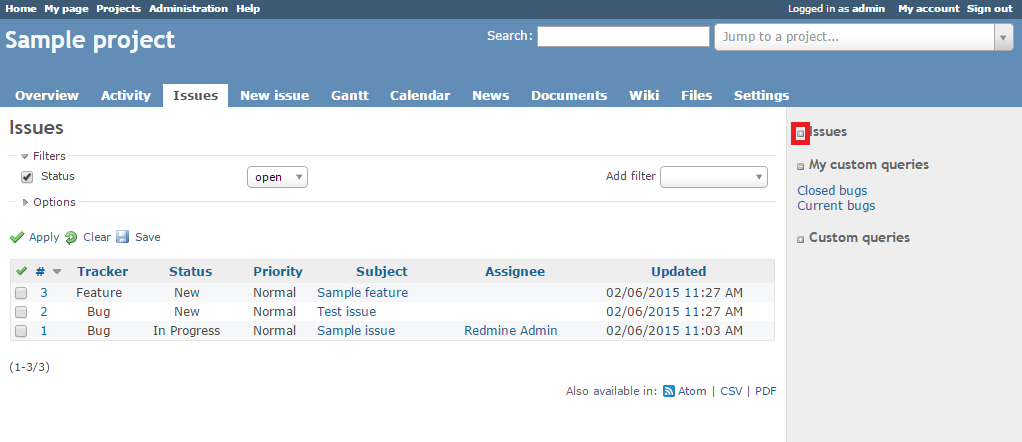 Home My page Projects Administration Help Logged in as admin My account Sign out
Sample project Search: Jump to a project...
Overview Activity Issues New issue Gantt Calendar News Documents Wiki Files Settings
Issues
Filters
Status open Add filter
Options
Apply Clear Save
# Tracker Status Priority Subject Assignee Updated
3 Feature New Normal Sample feature 02/06/2015 11:27 AM
2 Bug New Normal Test issue 02/06/2015 11:27 AM
1 Bug In Progress Normal Sample issue Redmine Admin 02/06/2015 11:03 AM
(1-3/3)
Also available in: Atom | CSV | PDF
Issues
My custom queries
Closed bugs
Current bugs
Custom queries